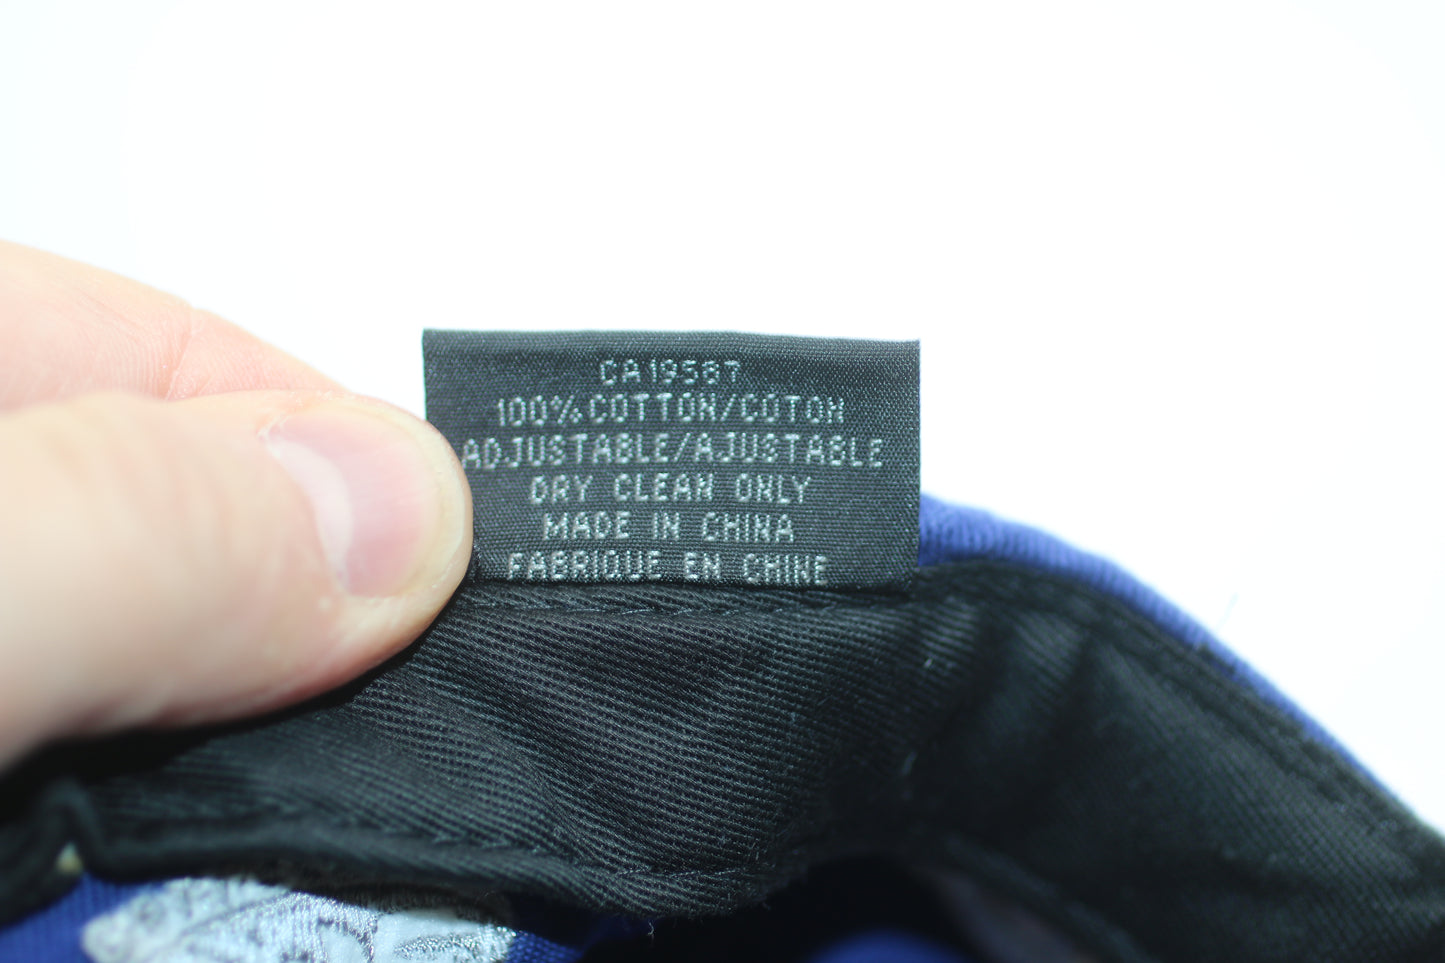 CA19587
100% COTTON/COTON
ADJUSTABLE/AJUSTABLE
DRY CLEAN ONLY
MADE IN CHINA
FABRIQUE EN CHINE